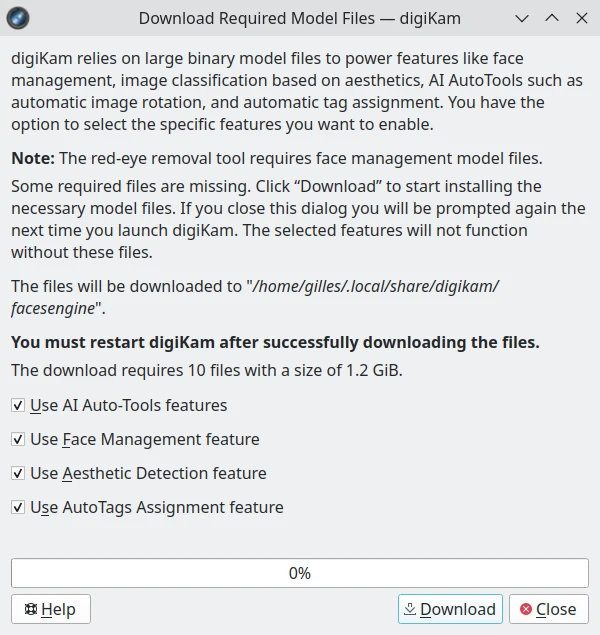 Download Required Model Files — digiKam
digiKam relies on large binary model files to power features like face
management, image classification based on aesthetics, AI AutoTools such as
automatic image rotation, and automatic tag assignment. You have the
option to select the specific features you want to enable.
Note: The red-eye removal tool requires face management model files.
Some required files are missing. Click “Download” to start installing the
necessary model files. If you close this dialog you will be prompted again the
next time you launch digiKam. The selected features will not function
without these files.
The files will be downloaded to "/home/gilles/.local/share/digikam/
facesengine".
You must restart digiKam after successfully downloading the files.
The download requires 10 files with a size of 1.2 GiB.
Use AI Auto-Tools features
Use Face Management feature
Use Aesthetic Detection feature
Use AutoTags Assignment feature
0%
Help
Download
Close